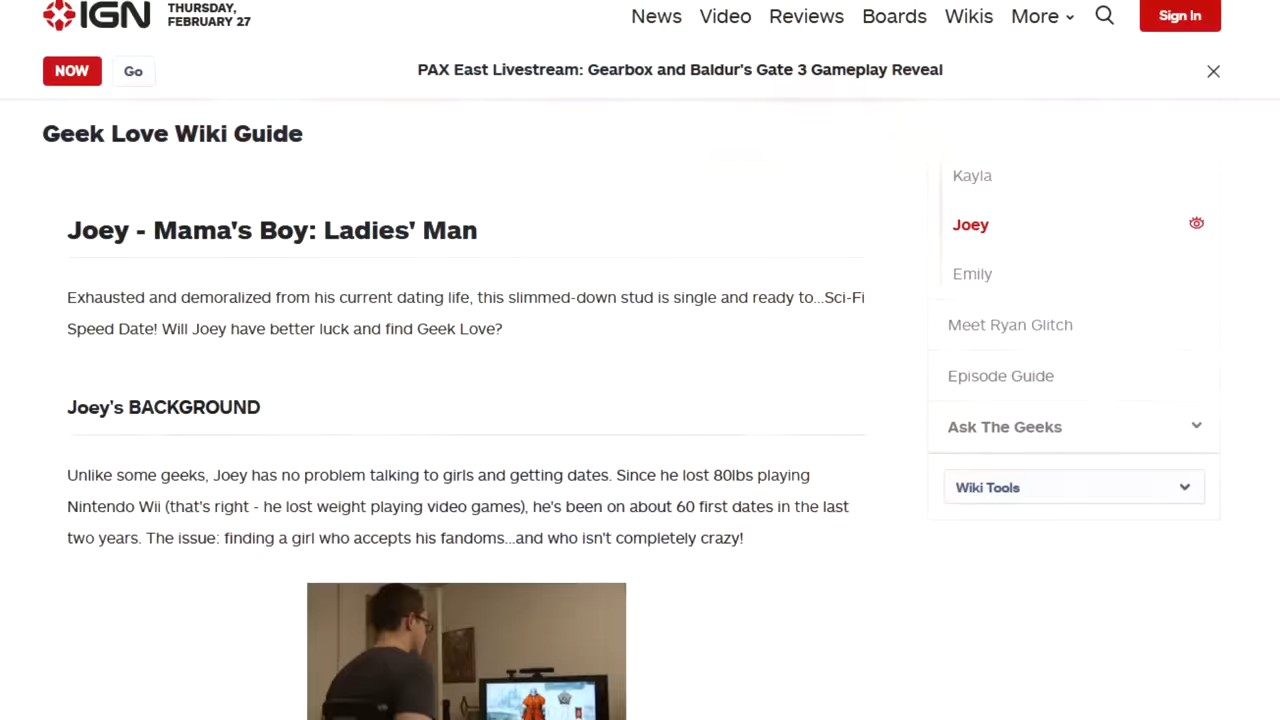 IGN
THURSDAY,
FEBRUARY 27
News Video Reviews Boards Wikis More
Sign In
NOW
Go
PAX East Livestream: Gearbox and Baldur's Gate 3 Gameplay Reveal
Geek Love Wiki Guide
Kayla
Joey
Emily
Meet Ryan Glitch
Episode Guide
Ask The Geeks
Wiki Tools
Joey - Mama's Boy: Ladies' Man
Exhausted and demoralized from his current dating life, this slimmed-down stud is single and ready to...Sci-Fi
Speed Date! Will Joey have better luck and find Geek Love?
Joey's BACKGROUND
Unlike some geeks, Joey has no problem talking to girls and getting dates. Since he lost 80lbs playing
Nintendo Wii (that's right - he lost weight playing video games), he's been on about 60 first dates in the last
two years. The issue: finding a girl who accepts his fandoms...and who isn't completely crazy!